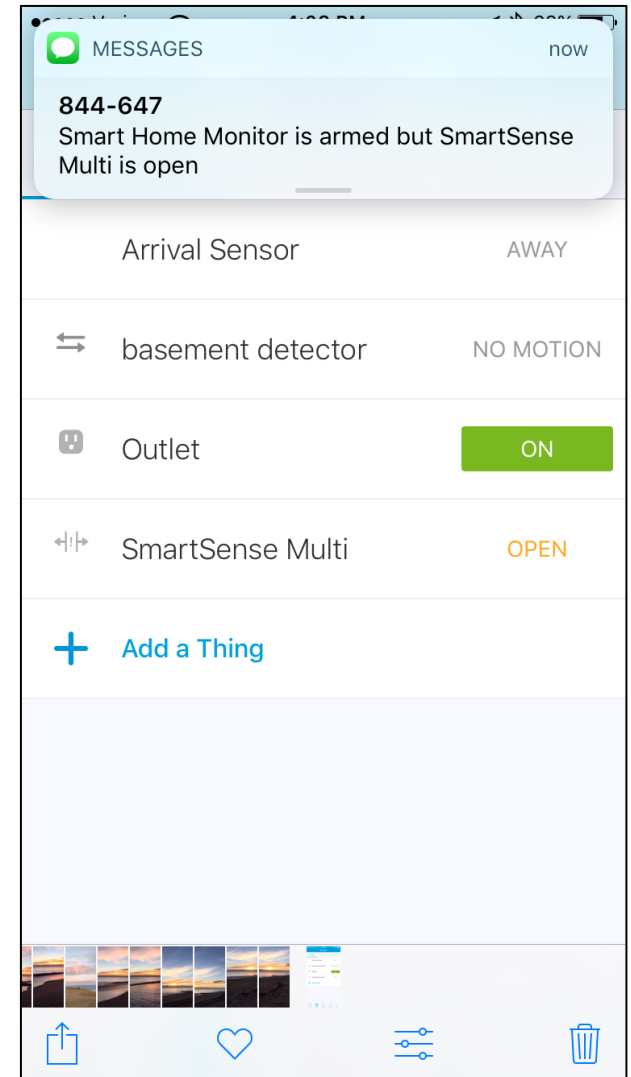 MESSAGES now
844-647
Smart Home Monitor is armed but SmartSense
Multi is open
Arrival Sensor AWAY
basement detector NO MOTION
Outlet ON
SmartSense Multi OPEN
Add a Thing